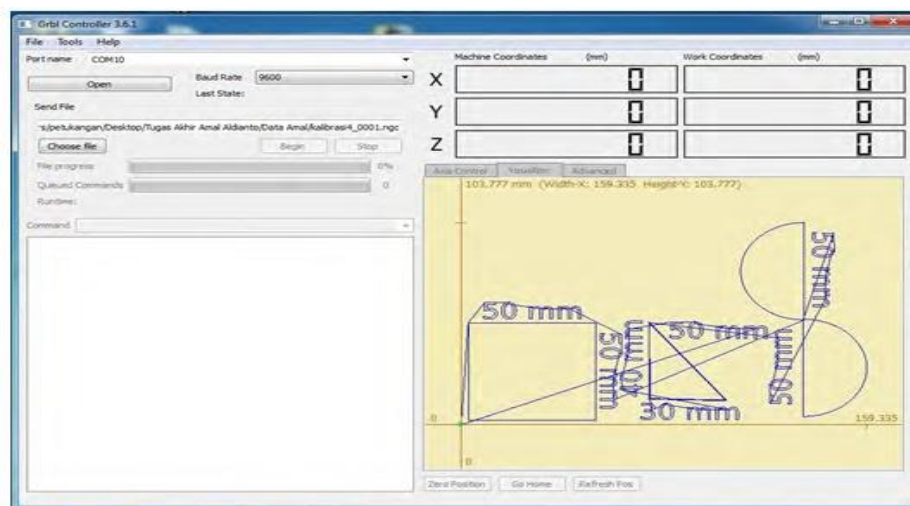 Grbl Controller 3.6.1
File Tools Help
Port name COM10
Open
Baud Rate 9600
Last State:
Send File
's/petukangan/Desktop/Tugas Akhir Amal Aldianto/Data Amal/kalibrasi4_0001.ngc
Choose file Begin Stop
File progress 0%
Queued Commands 0
Runtime:
Command
Machine Coordinates (mm) Work Coordinates (mm)
X 0 0
Y 0 0
Z 0 0
Axis Control Visualizer Advanced
103.777 mm (Width-X: 159.335 Height-Y: 103.777)
50 mm
50 mm
50 mm
40 mm
50 mm
50 mm
30 mm
0 159.335
0
Zero Position Go Home Refresh Pos